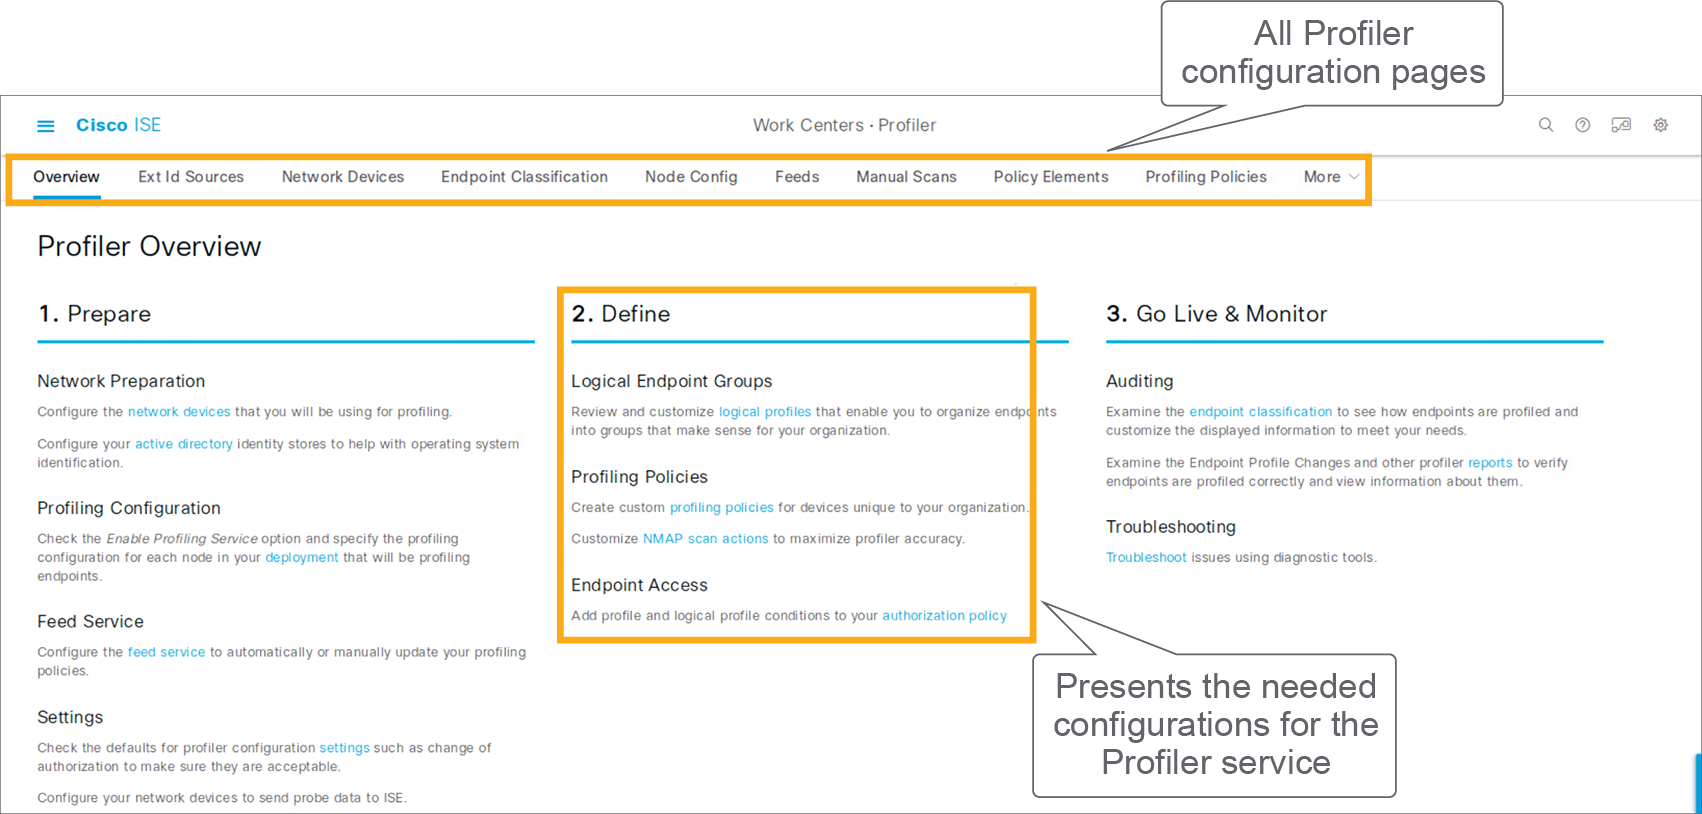 All Profiler
configuration pages
Cisco ISE
Work Centers · Profiler
Overview Ext Id Sources Network Devices Endpoint Classification Node Config Feeds Manual Scans Policy Elements Profiling Policies More
Profiler Overview
1. Prepare
Network Preparation
Configure the network devices that you will be using for profiling.
Configure your active directory identity stores to help with operating system
identification.
Profiling Configuration
Check the Enable Profiling Service option and specify the profiling
configuration for each node in your deployment that will be profiling
endpoints.
Feed Service
Configure the feed service to automatically or manually update your profiling
policies.
Settings
Check the defaults for profiler configuration settings such as change of
authorization to make sure they are acceptable.
Configure your network devices to send probe data to ISE.
2. Define
Logical Endpoint Groups
Review and customize logical profiles that enable you to organize endpoints
into groups that make sense for your organization.
Profiling Policies
Create custom profiling policies for devices unique to your organization.
Customize NMAP scan actions to maximize profiler accuracy.
Endpoint Access
Add profile and logical profile conditions to your authorization policy
3. Go Live & Monitor
Auditing
Examine the endpoint classification to see how endpoints are profiled and
customize the displayed information to meet your needs.
Examine the Endpoint Profile Changes and other profiler reports to verify
endpoints are profiled correctly and view information about them.
Troubleshooting
Troubleshoot issues using diagnostic tools.
Presents the needed
configurations for the
Profiler service